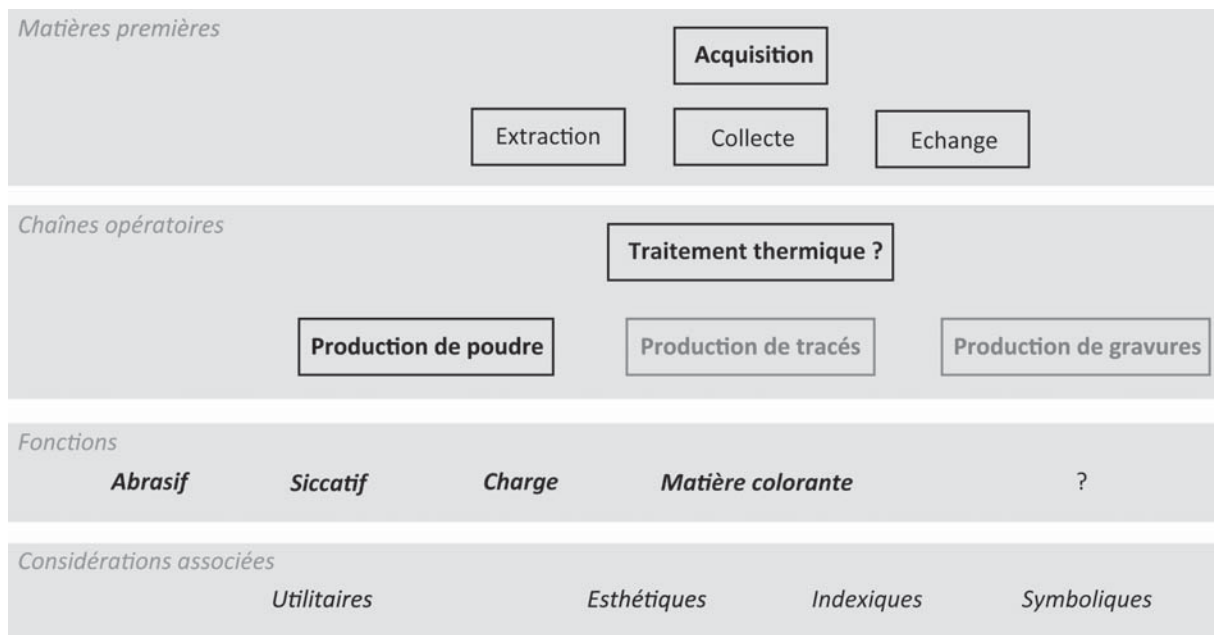 Matières premières
Acquisition
Extraction Collecte Echange
Chaînes opératoires
Traitement thermique ?
Production de poudre Production de tracés Production de gravures
Fonctions
Abrasif Siccatif Charge Matière colorante ?
Considérations associées
Utilitaires Esthétiques Indexiques Symboliques